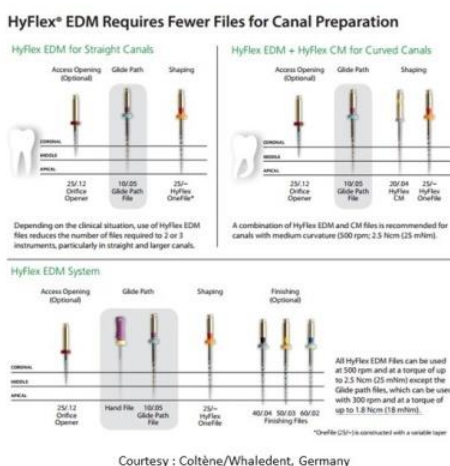 HyFlex® EDM Requires Fewer Files for Canal Preparation
HyFlex EDM for Straight Canals
Access Opening
(Optional)
Glide Path
Shaping
CORONAL
MIDDLE
APICAL
25/.12
Orifice
Opener
10/.05
Glide Path
File
25/~
HyFlex
OneFile*
Depending on the clinical situation, use of HyFlex EDM
files reduces the number of files required to 2 or 3
instruments, particularly in straight and larger canals.
HyFlex EDM + HyFlex CM for Curved Canals
Access Opening
(Optional)
Glide Path
Shaping
CORONAL
MIDDLE
APICAL
25/.12
Orifice
Opener
10/.05
Glide Path
File
20/.04
HyFlex
CM
25/~
HyFlex
OneFile
A combination of HyFlex EDM and CM files is recommended for
canals with medium curvature (500 rpm; 2.5 Ncm (25 mNm).
HyFlex EDM System
Access Opening
(Optional)
Glide Path
Shaping
Finishing
(Optional)
CORONAL
MIDDLE
APICAL
25/.12
Orifice
Opener
Hand File
10/.05
Glide Path
File
25/~
HyFlex
OneFile
40/.04 50/.03 60/.02
Finishing Files
All HyFlex EDM Files can be used
at 500 rpm and at a torque of up
to 2.5 Ncm (25 mNm) except the
Glide path files, which can be used
with 300 rpm and at a torque of
up to 1.8 Ncm (18 mNm).
*OneFile (25/~) is constructed with a variable taper
Courtesy : Coltène/Whaledent, Germany